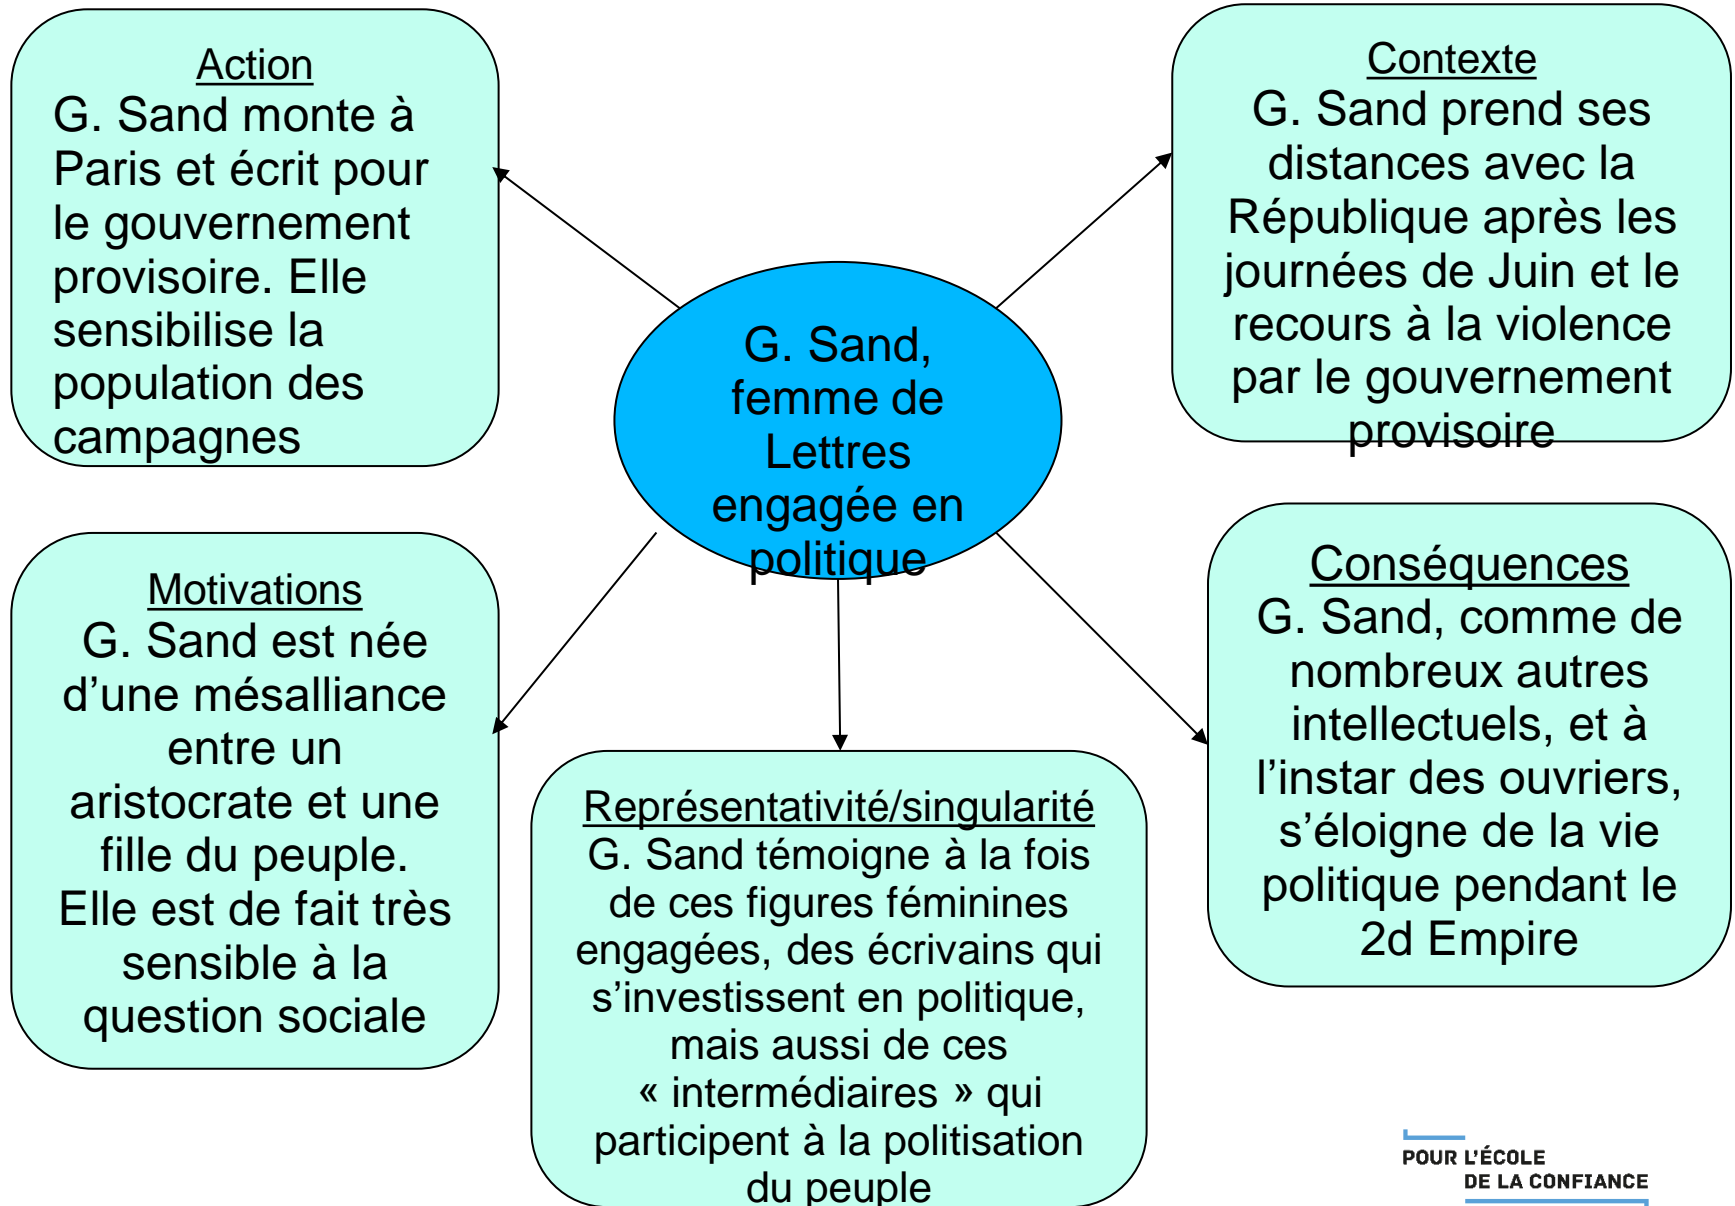 Action
G. Sand monte à
Paris et écrit pour
le gouvernement
provisoire. Elle
sensibilise la
population des
campagnes
Contexte
G. Sand prend ses
distances avec la
République après les
journées de Juin et le
recours à la violence
par le gouvernement
provisoire
G. Sand,
femme de
Lettres
engagée en
politique
Motivations
G. Sand est née
d’une mésalliance
entre un
aristocrate et une
fille du peuple.
Elle est de fait très
sensible à la
question sociale
Représentativité/singularité
G. Sand témoigne à la fois
de ces figures féminines
engagées, des écrivains qui
s’investissent en politique,
mais aussi de ces
« intermédiaires » qui
participent à la politisation
du peuple
Conséquences
G. Sand, comme de
nombreux autres
intellectuels, et à
l’instar des ouvriers,
s’éloigne de la vie
politique pendant le
2d Empire
POUR L’ÉCOLE
DE LA CONFIANCE